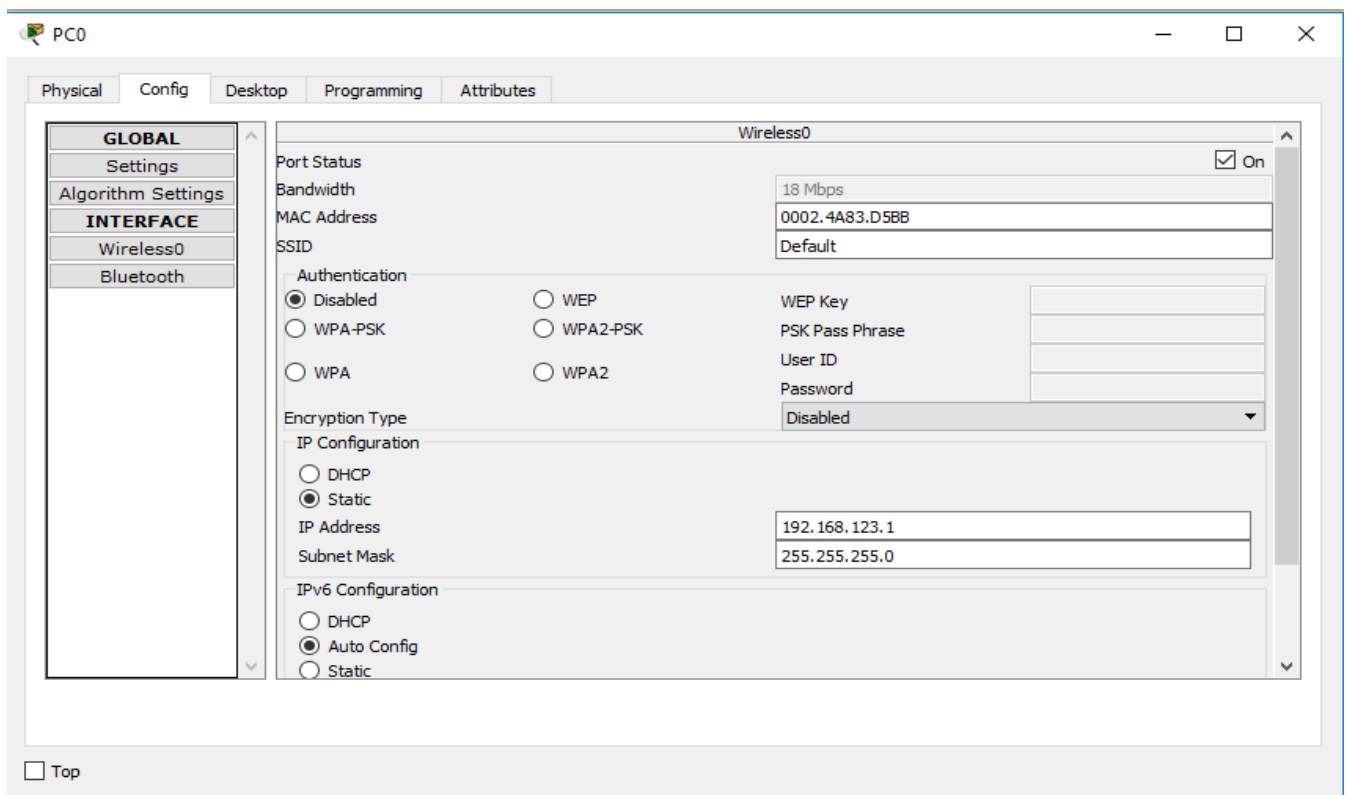 PC0
Physical Config Desktop Programming Attributes
GLOBAL
Settings
Algorithm Settings
INTERFACE
Wireless0
Bluetooth
Wireless0
Port Status On
Bandwidth 18 Mbps
MAC Address 0002.4A83.D5BB
SSID Default
Authentication
Disabled WEP WEP Key
WPA-PSK WPA2-PSK PSK Pass Phrase
User ID
WPA WPA2
Password
Encryption Type Disabled
IP Configuration
DHCP
Static
IP Address 192.168.123.1
Subnet Mask 255.255.255.0
IPv6 Configuration
DHCP
Auto Config
Static
Top